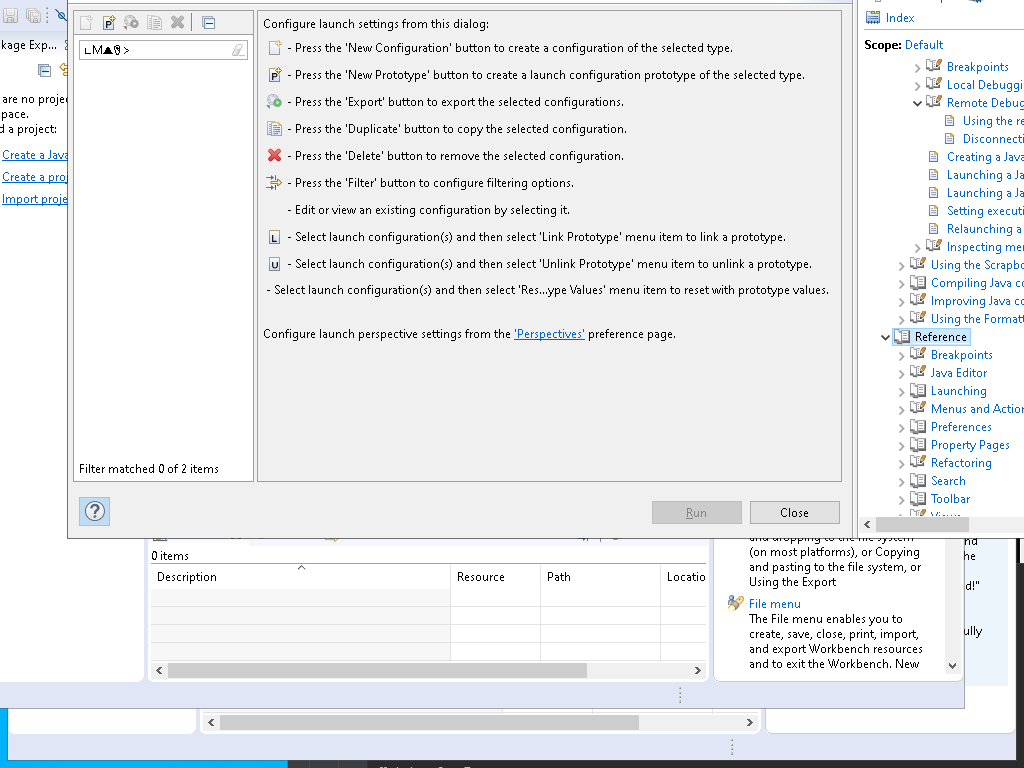 Configure launch settings from this dialog:
- Press the 'New Configuration' button to create a configuration of the selected type.
- Press the 'New Prototype' button to create a launch configuration prototype of the selected type.
- Press the 'Export' button to export the selected configurations.
- Press the 'Duplicate' button to copy the selected configuration.
- Press the 'Delete' button to remove the selected configuration.
- Press the 'Filter' button to configure filtering options.
- Edit or view an existing configuration by selecting it.
L - Select launch configuration(s) and then select 'Link Prototype' menu item to link a prototype.
U - Select launch configuration(s) and then select 'Unlink Prototype' menu item to unlink a prototype.
- Select launch configuration(s) and then select 'Res...ype Values' menu item to reset with prototype values.
Configure launch perspective settings from the 'Perspectives' preference page.
Filter matched 0 of 2 items
Run
Close
kage Exp...
are no proje
pace.
d a project:
Create a Java
Create a proj
Import proje
Index
Scope: Default
Breakpoints
Local Debuggi
Remote Debug
Using the re
Disconnecti
Creating a Java
Launching a Ja
Launching a Ja
Setting executi
Relaunching a
Inspecting mem
Using the Scrapbo
Compiling Java co
Improving Java co
Using the Formatt
Reference
Breakpoints
Java Editor
Launching
Menus and Action
Preferences
Property Pages
Refactoring
Search
Toolbar
0 items
Description
Resource
Path
Locatio
and dropping to the file system
(on most platforms), or Copying
and pasting to the file system, or
Using the Export
File menu
The File menu enables you to
create, save, close, print, import,
and export Workbench resources
and to exit the Workbench. New
nd
he
d!"
ully